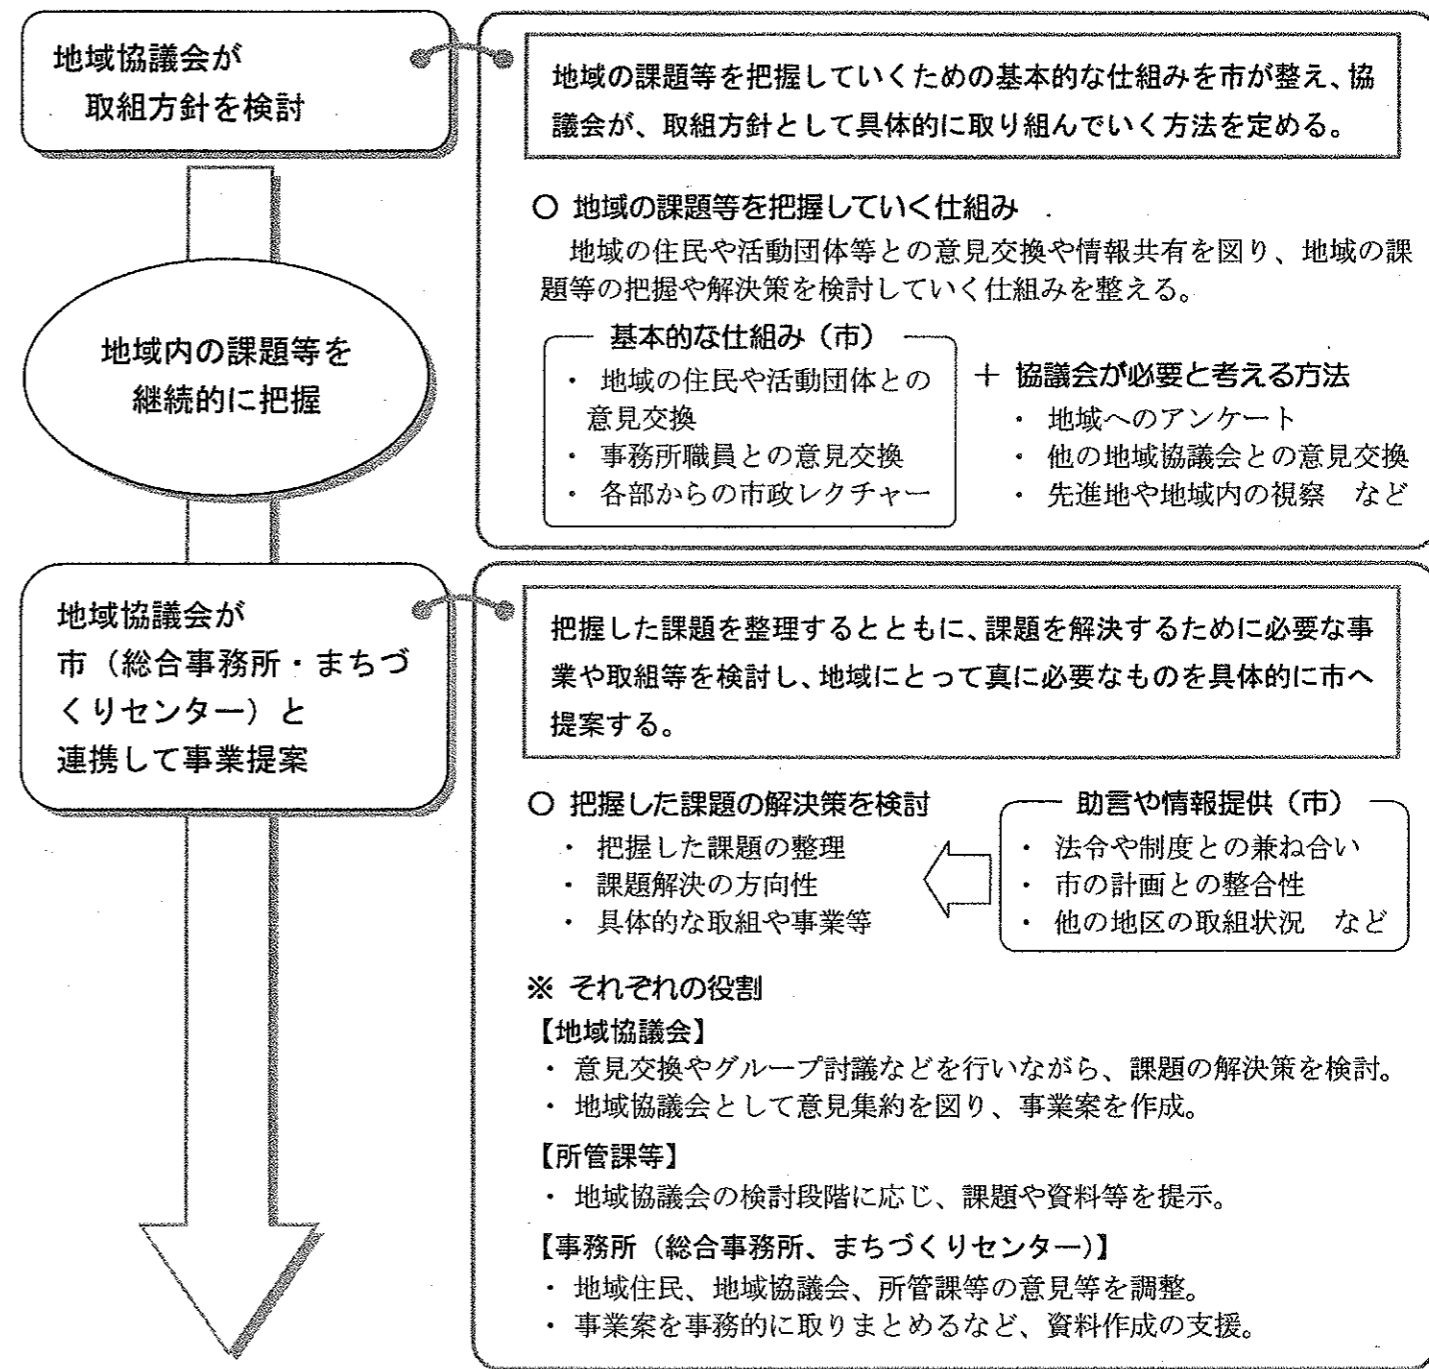 地域協議会が
取組方針を検討
地域の課題等を把握していくための基本的な仕組みを市が整え、協
議会が、取組方針として具体的に取り組んでいく方法を定める。
〇 地域の課題等を把握していく仕組み
地域の住民や活動団体等との意見交換や情報共有を図り、地域の課
題等の把握や解決策を検討していく仕組みを整える。
地域内の課題等を
継続的に把握
基本的な仕組み（市）
・ 地域の住民や活動団体との
意見交換
・ 事務所職員との意見交換
・ 各部からの市政レクチャー
＋ 協議会が必要と考える方法
・ 地域へのアンケート
・ 他の地域協議会との意見交換
・ 先進地や地域内の視察 など
地域協議会が
市（総合事務所・まちづ
くりセンター）と
連携して事業提案
把握した課題を整理するとともに、課題を解決するために必要な事
業や取組等を検討し、地域にとって真に必要なものを具体的に市へ
提案する。
〇 把握した課題の解決策を検討
・ 把握した課題の整理
・ 課題解決の方向性
・ 具体的な取組や事業等
助言や情報提供（市）
・ 法令や制度との兼ね合い
・ 市の計画との整合性
・ 他の地区の取組状況 など
※ それぞれの役割
【地域協議会】
・ 意見交換やグループ討議などを行いながら、課題の解決策を検討。
・ 地域協議会として意見集約を図り、事業案を作成。
【所管課等】
・ 地域協議会の検討段階に応じ、課題や資料等を提示。
【事務所（総合事務所、まちづくりセンター）】
・ 地域住民、地域協議会、所管課等の意見等を調整。
・ 事業案を事務的に取りまとめるなど、資料作成の支援。